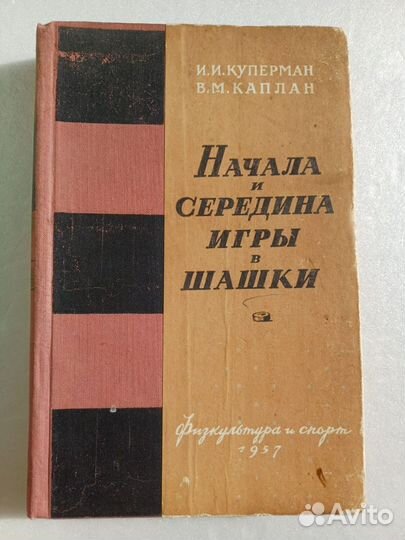 И.И.КУПЕРМАН
В.М.КАПЛАН
НАЧАЛА
И
СЕРЕДИНА
ИГРЫ
В
ШАШКИ
Физкультура и спорт
1957
Avito